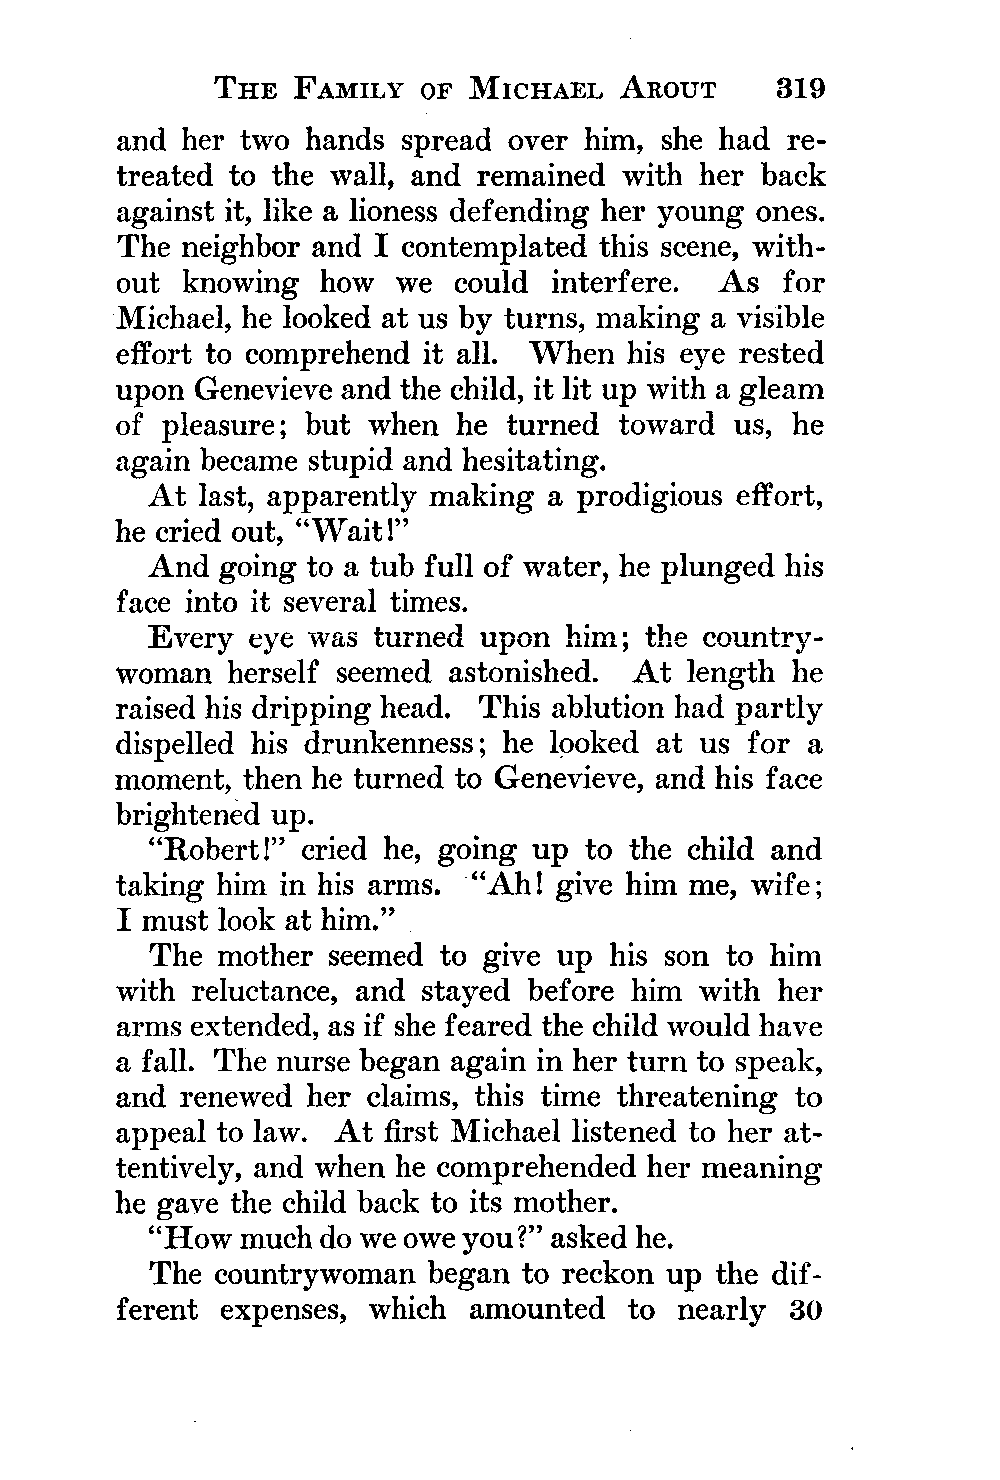 THE FAMILY OF MICHAEL AROUT 319
and her two hands spread over him, she had re-
treated to the wall, and remained with her back
against it, like a lioness defending her young ones.
The neighbor and I contemplated this scene, with-
out knowing how we could interfere. As for
Michael, he looked at us by turns, making a visible
effort to comprehend it all. When his eye rested
upon Genevieve and the child, it lit up with a gleam
of pleasure; but when he turned toward us, he
again became stupid and hesitating.
At last, apparently making a prodigious effort,
he cried out, “Wait!”
And going to a tub full of water, he plunged his
face into it several times.
Every eye was turned upon him; the country-
woman herself seemed astonished. At length he
raised his dripping head. This ablution had partly
dispelled his drunkenness; he looked at us for a
moment, then he turned to Genevieve, and his face
brightened up.
“Robert!” cried he, going up to the child and
taking him in his arms. “Ah! give him me, wife;
I must look at him.”
The mother seemed to give up his son to him
with reluctance, and stayed before him with her
arms extended, as if she feared the child would have
a fall. The nurse began again in her turn to speak,
and renewed her claims, this time threatening to
appeal to law. At first Michael listened to her at-
tentively, and when he comprehended her meaning
he gave the child back to its mother.
“How much do we owe you?” asked he.
The countrywoman began to reckon up the dif-
ferent expenses, which amounted to nearly 30